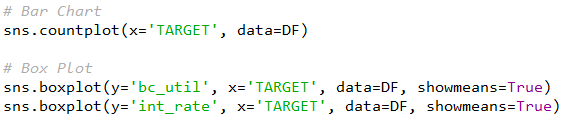 # Bar Chart
sns.countplot(x='TARGET', data=DF)
# Box Plot
sns.boxplot(y='bc_util', x='TARGET', data=DF, showmeans=True)
sns.boxplot(y='int_rate', x='TARGET', data=DF, showmeans=True)